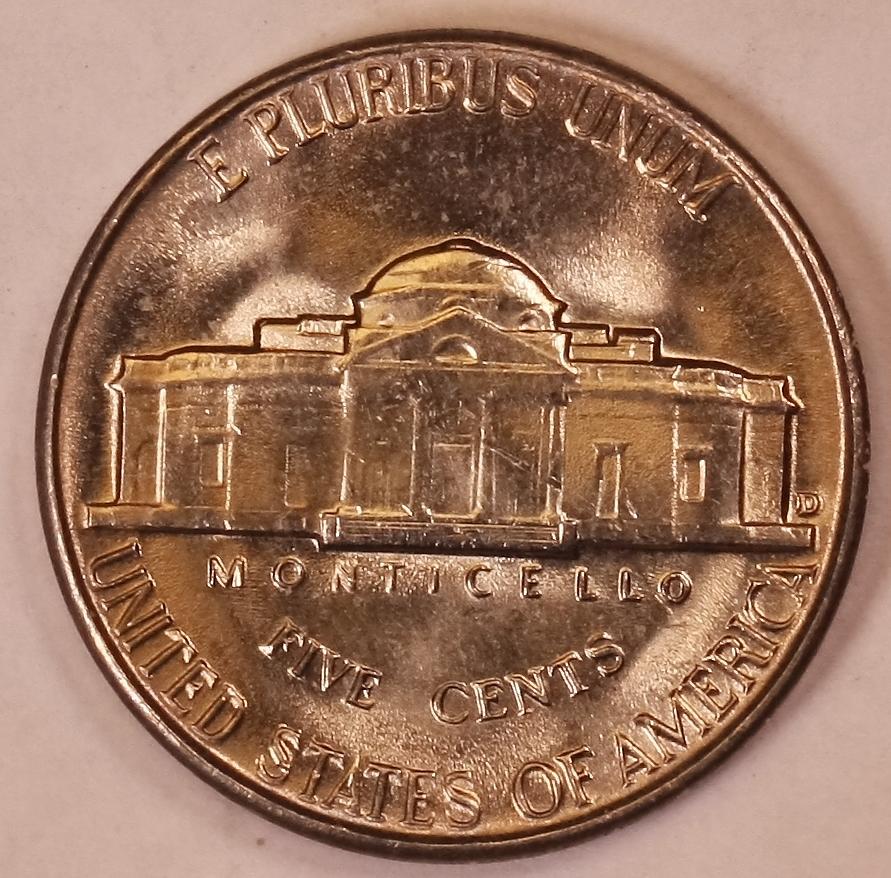 E PLURIBUS UNUM
D
MONTICELLO
FIVE CENTS
UNITED STATES OF AMERICA